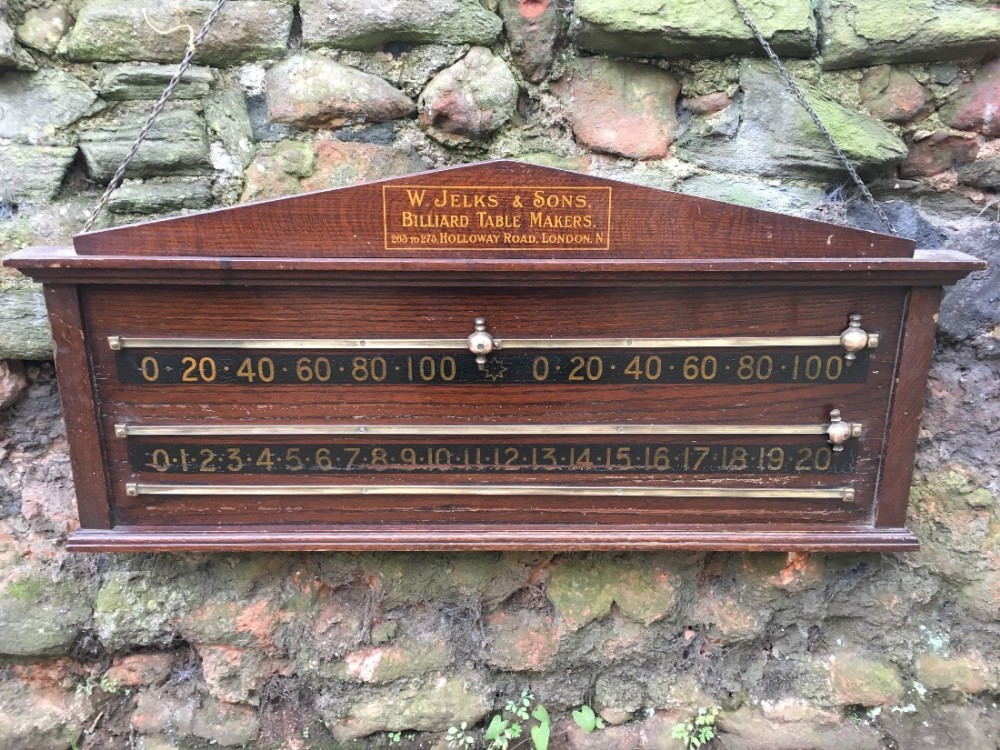 W. JELKS & SONS,
BILLIARD TABLE MAKERS,
263 TO 275, HOLLOWAY ROAD, LONDON, N
0 · 20 · 40 · 60 · 80 · 100 0 · 20 · 40 · 60 · 80 · 100
0 · 1 · 2 · 3 · 4 · 5 · 6 · 7 · 8 · 9 · 10 · 11 · 12 · 13 · 14 · 15 · 16 · 17 · 18 · 19 · 20